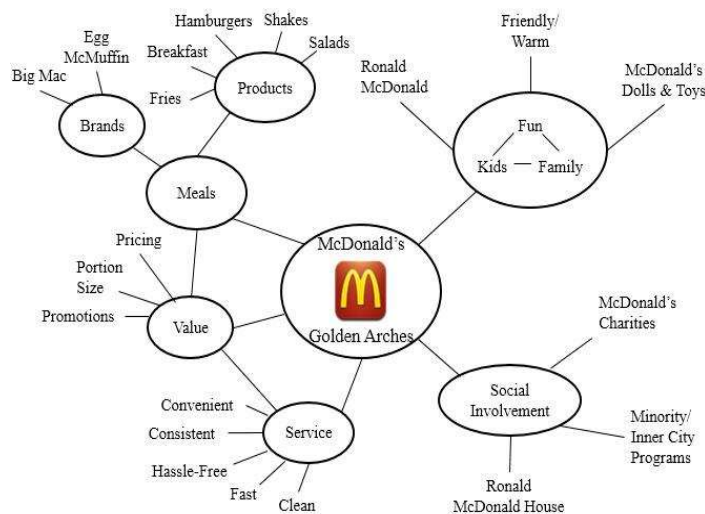 Hamburgers
Shakes
Salads
Breakfast
Fries
Products
Egg
McMuffin
Big Mac
Brands
Meals
Friendly/
Warm
Ronald
McDonald
McDonald's
Dolls & Toys
Fun
Kids
Family
McDonald's
Golden Arches
Pricing
Portion
Size
Promotions
Value
Convenient
Consistent
Hassle-Free
Fast
Clean
Service
McDonald's
Charities
Social
Involvement
Minority/
Inner City
Programs
Ronald
McDonald House